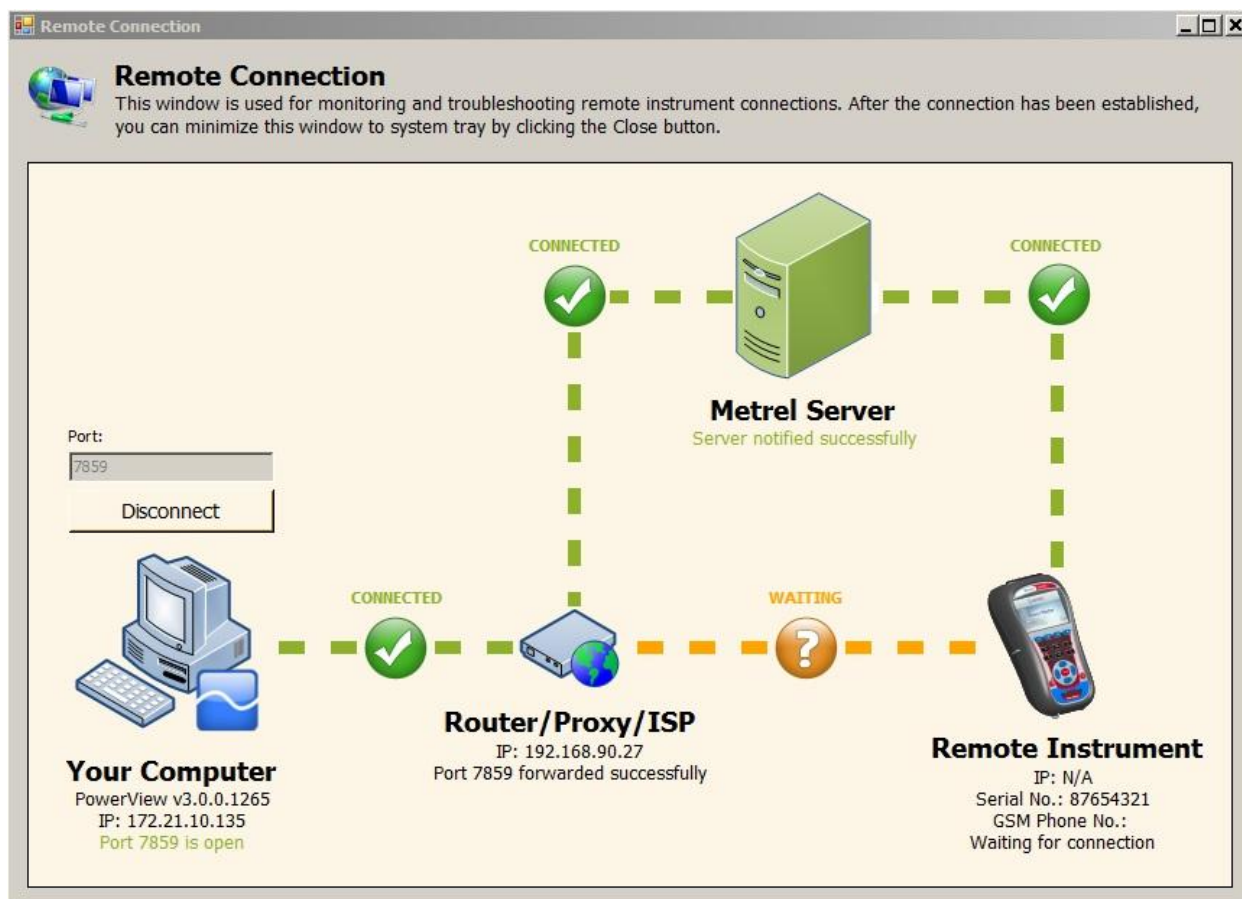 Remote Connection
Remote Connection
This window is used for monitoring and troubleshooting remote instrument connections. After the connection has been established,
you can minimize this window to system tray by clicking the Close button.
CONNECTED
CONNECTED
Metrel Server
Server notified successfully
Port:
7859
Disconnect
CONNECTED
WAITING
Router/Proxy/ISP
IP: 192.168.90.27
Port 7859 forwarded successfully
Your Computer
PowerView v3.0.0.1265
IP: 172.21.10.135
Port 7859 is open
Remote Instrument
IP: N/A
Serial No.: 87654321
GSM Phone No.:
Waiting for connection